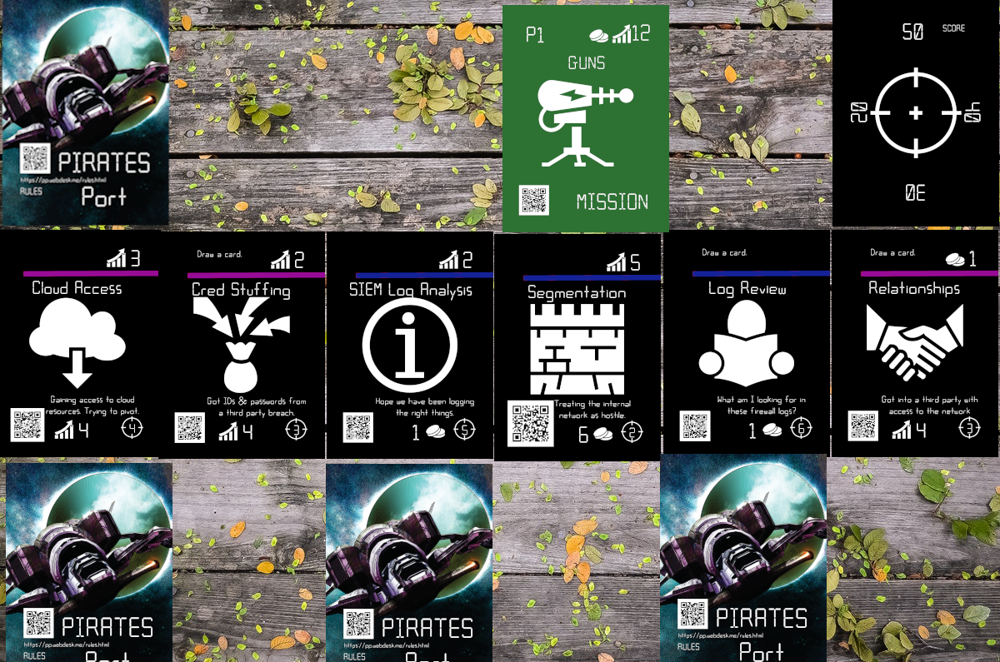 PIRATES
https://pp.webdesk.me/rules.html
RULES
Port
P1
12
GUNS
MISSION
50
SCORE
20
40
30
3
Cloud Access
Gaining access to cloud
resources. Trying to pivot.
4
4
Draw a card.
2
Cred Stuffing
Got IDs & passwords from
a third party breach.
4
3
2
SIEM Log Analysis
Hope we have been logging
the right things.
1
5
5
Segmentation
Treating the internal
network as hostile.
6
2
Draw a card.
Log Review
What am I looking for in
these firewall logs?
1
6
Draw a card.
1
Relationships
Got into a third party with
access to the network
4
3
PIRATES
https://pp.webdesk.me/rules.html
RULES
Port
PIRATES
https://pp.webdesk.me/rules.html
RULES
Port
PIRATES
https://pp.webdesk.me/rules.html
RULES
Port